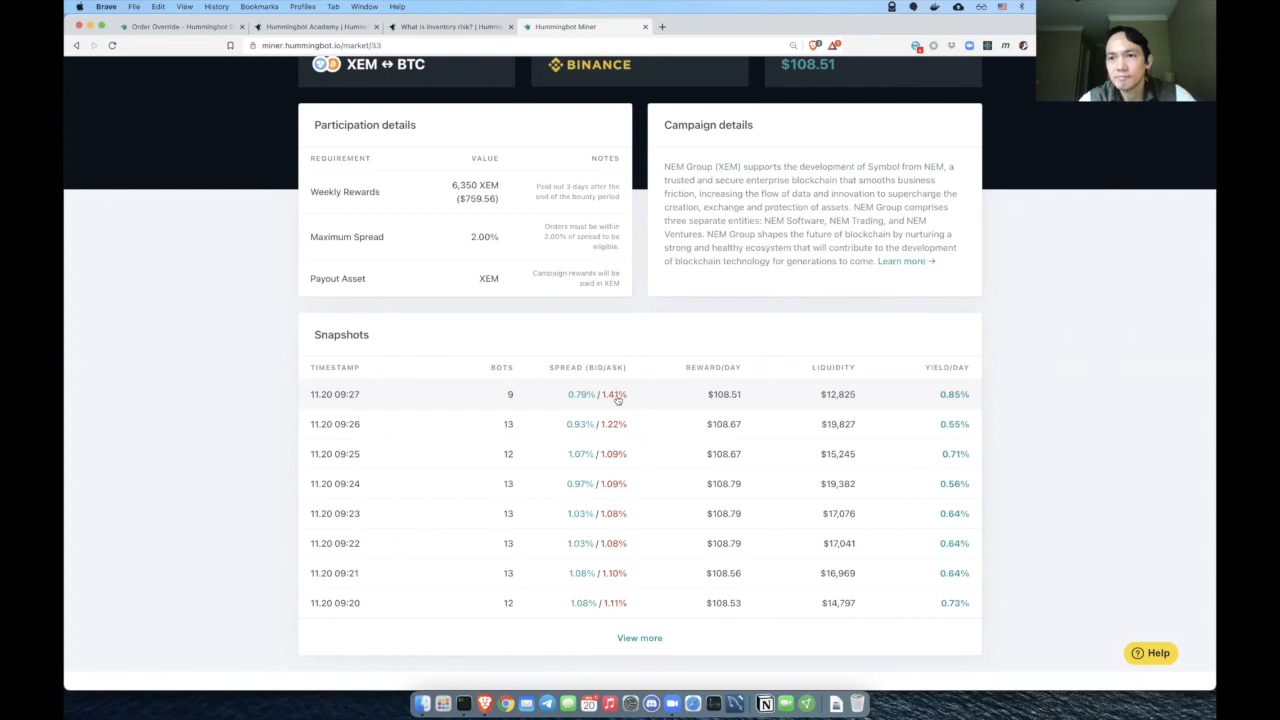 Brave File Edit View History Bookmarks Profiles Tab Window Help
Order Override - Hummingbot D
Hummingbot Academy | Hummi
What is inventory risk? | Hummi
Hummingbot Miner
miner.hummingbot.io/market/33
XEM ↔ BTC
BINANCE
$108.51
Participation details
REQUIREMENT VALUE NOTES
Weekly Rewards
6,350 XEM
($759.56)
Paid out 3 days after the
end of the bounty period
Maximum Spread
2.00%
Orders must be within
2.00% of spread to be
eligible.
Payout Asset
XEM
Campaign rewards will be
paid in XEM
Campaign details
NEM Group (XEM) supports the development of Symbol from NEM, a
trusted and secure enterprise blockchain that smooths business
friction, increasing the flow of data and innovation to supercharge the
creation, exchange and protection of assets. NEM Group comprises
three separate entities: NEM Software, NEM Trading, and NEM
Ventures. NEM Group shapes the future of blockchain by nurturing a
strong and healthy ecosystem that will contribute to the development
of blockchain technology for generations to come. Learn more →
Snapshots
TIMESTAMP BOTS SPREAD (BID/ASK) REWARD/DAY LIQUIDITY YIELD/DAY
11.20 09:27 9 0.79% / 1.41% $108.51 $12,825 0.85%
11.20 09:26 13 0.93% / 1.22% $108.67 $19,827 0.55%
11.20 09:25 12 1.07% / 1.09% $108.67 $15,245 0.71%
11.20 09:24 13 0.97% / 1.09% $108.79 $19,382 0.56%
11.20 09:23 13 1.03% / 1.08% $108.79 $17,076 0.64%
11.20 09:22 13 1.03% / 1.08% $108.79 $17,041 0.64%
11.20 09:21 13 1.08% / 1.10% $108.56 $16,969 0.64%
11.20 09:20 12 1.08% / 1.11% $108.53 $14,797 0.73%
View more
Help
20